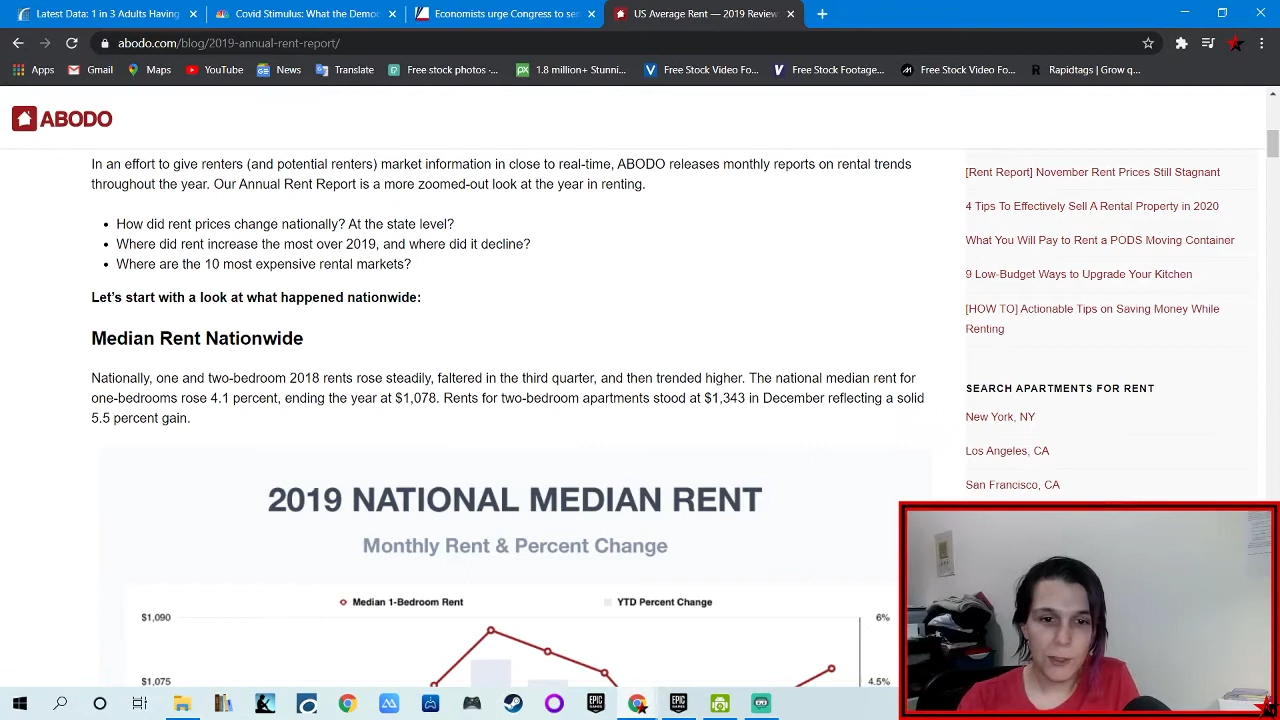 Latest Data: 1 in 3 Adults Having
Covid Stimulus: What the Democ
Economists urge Congress to ser
US Average Rent — 2019 Review
abodo.com/blog/2019-annual-rent-report/
Apps
Gmail
Maps
YouTube
News
Translate
Free stock photos -...
1.8 million+ Stunni...
Free Stock Video Fo...
Free Stock Footage...
Free Stock Video Fo...
Rapidtags | Grow q...
ABODO
In an effort to give renters (and potential renters) market information in close to real-time, ABODO releases monthly reports on rental trends
throughout the year. Our Annual Rent Report is a more zoomed-out look at the year in renting.
• How did rent prices change nationally? At the state level?
• Where did rent increase the most over 2019, and where did it decline?
• Where are the 10 most expensive rental markets?
Let's start with a look at what happened nationwide:
Median Rent Nationwide
Nationally, one and two-bedroom 2018 rents rose steadily, faltered in the third quarter, and then trended higher. The national median rent for
one-bedrooms rose 4.1 percent, ending the year at $1,078. Rents for two-bedroom apartments stood at $1,343 in December reflecting a solid
5.5 percent gain.
2019 NATIONAL MEDIAN RENT
Monthly Rent & Percent Change
Median 1-Bedroom Rent
YTD Percent Change
$1,090
6%
$1,075
4.5%
[Rent Report] November Rent Prices Still Stagnant
4 Tips To Effectively Sell A Rental Property in 2020
What You Will Pay to Rent a PODS Moving Container
9 Low-Budget Ways to Upgrade Your Kitchen
[HOW TO] Actionable Tips on Saving Money While
Renting
SEARCH APARTMENTS FOR RENT
New York, NY
Los Angeles, CA
San Francisco, CA
EPIC
GAMES
EPIC
GAMES